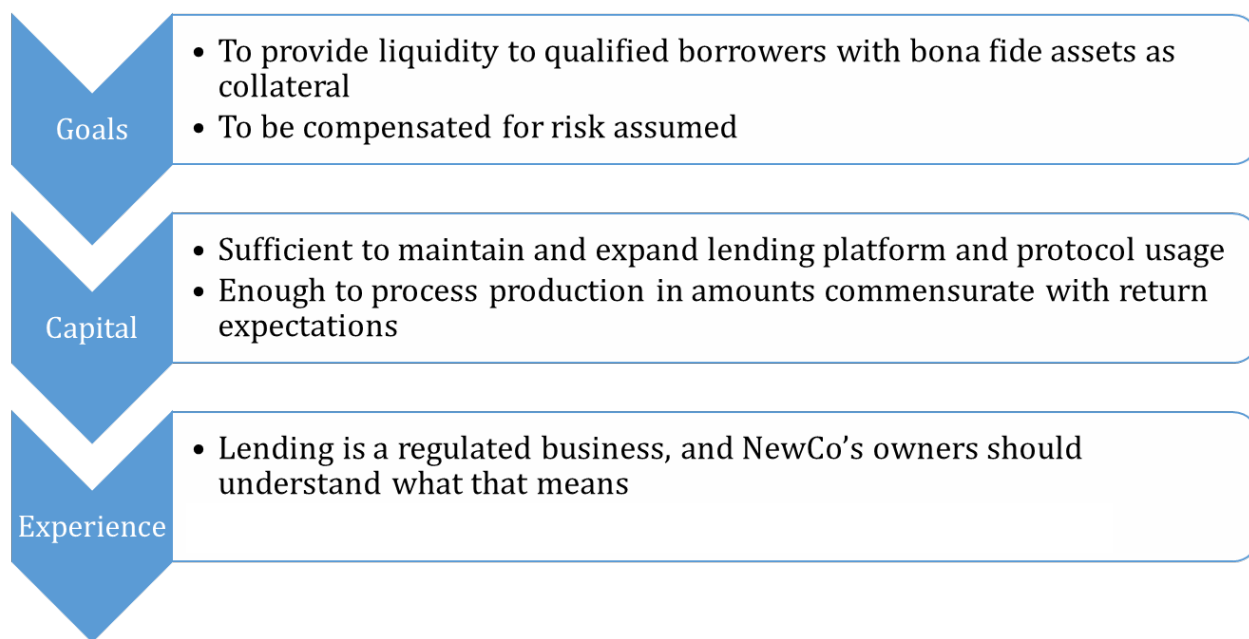 Goals
• To provide liquidity to qualified borrowers with bona fide assets as
collateral
• To be compensated for risk assumed
Capital
• Sufficient to maintain and expand lending platform and protocol usage
• Enough to process production in amounts commensurate with return
expectations
Experience
• Lending is a regulated business, and NewCo’s owners should
understand what that means